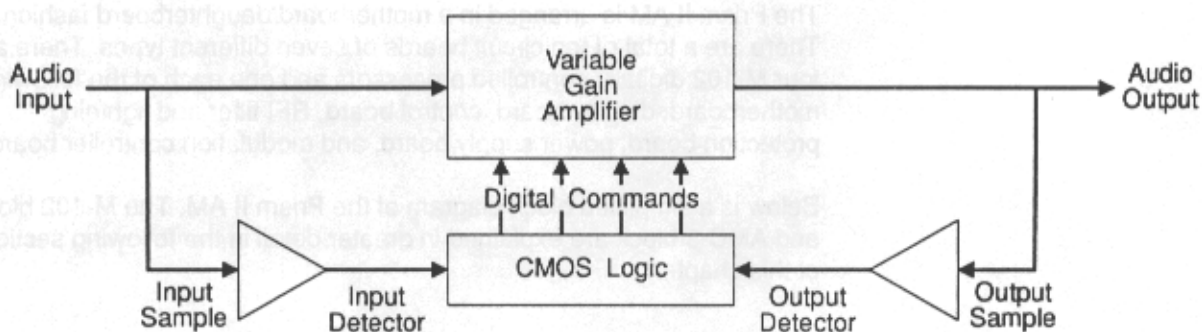 Audio
Input
Variable
Gain
Amplifier
Audio
Output
Digital Commands
CMOS Logic
Input
Sample
Input
Detector
Output
Detector
Output
Sample